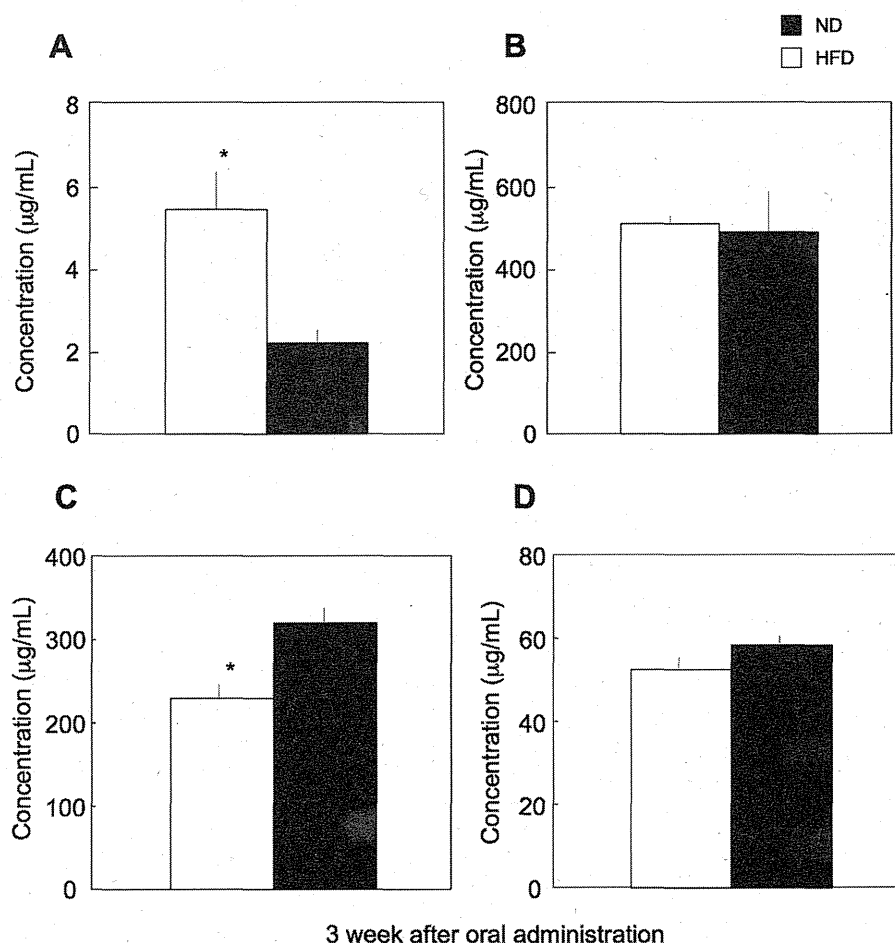 ND
HFD
A
8
6
4
2
0
Concentration (μg/mL)
*
B
800
600
400
200
0
Concentration (μg/mL)
C
400
300
200
100
0
Concentration (μg/mL)
*
D
80
60
40
20
0
Concentration (μg/mL)
3 week after oral administration